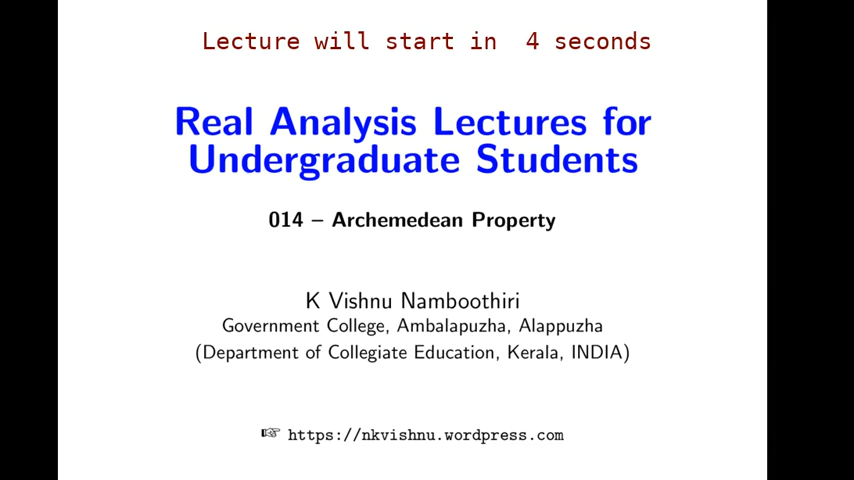 Lecture will start in 4 seconds
Real Analysis Lectures for
Undergraduate Students
014 – Archemedean Property
K Vishnu Namboothiri
Government College, Ambalapuzha, Alappuzha
(Department of Collegiate Education, Kerala, INDIA)
☞ https://nkvishnu.wordpress.com